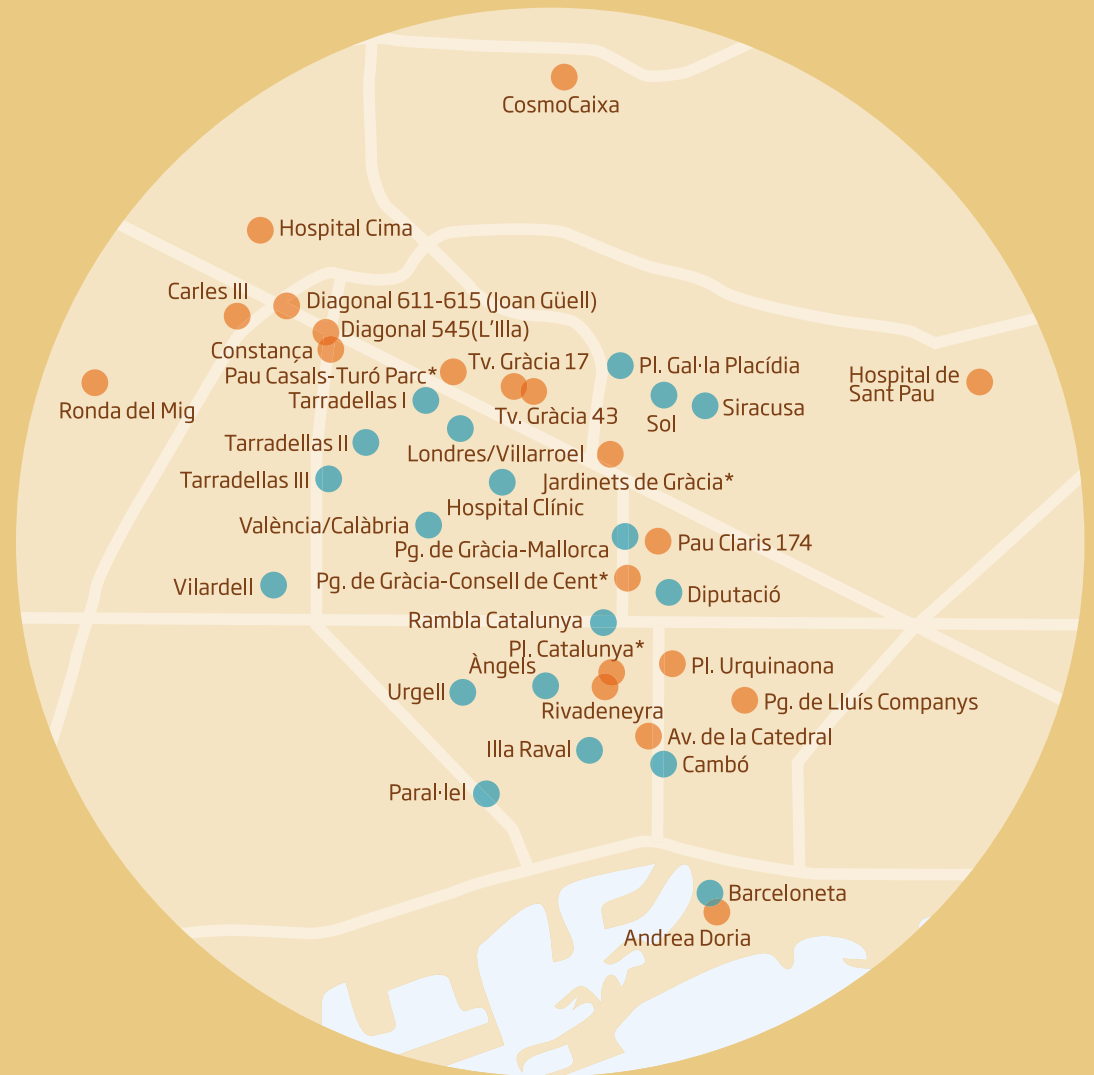 CosmoCaixa
Hospital Cima
Carles III
Diagonal 611-615 (Joan Güell)
Diagonal 545(L'Illa)
Constança
Pau Casals-Turó Parc*
Tv. Gràcia 17
Pl. Gal·la Placídia
Hospital de
Sant Pau
Ronda del Mig
Tarradellas I
Tv. Gràcia 43
Sol
Siracusa
Tarradellas II
Londres/Villarroel
Tarradellas III
Jardinets de Gràcia*
Hospital Clínic
València/Calàbria
Pg. de Gràcia-Mallorca
Pau Claris 174
Vilardell
Pg. de Gràcia-Consell de Cent*
Diputació
Rambla Catalunya
Pl. Catalunya*
Àngels
Pl. Urquinaona
Urgell
Rivadeneyra
Pg. de Lluís Companys
Illa Raval
Av. de la Catedral
Cambó
Paral·lel
Barceloneta
Andrea Doria